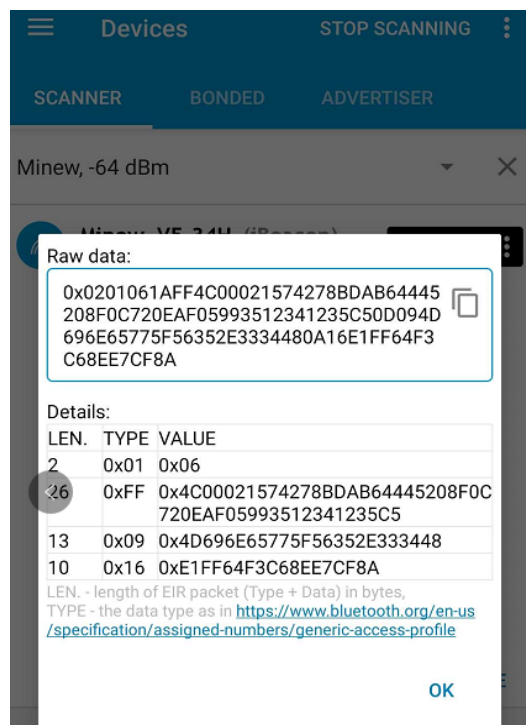 Devices STOP SCANNING
SCANNER BONDED ADVERTISER
Minew, -64 dBm
Raw data:
0x0201061AFF4C00021574278BDAB64445
208F0C720EAF05993512341235C50D094D
696E65775F56352E3334480A16E1FF64F3
C68EE7CF8A
Details:
LEN. TYPE VALUE
2 0x01 0x06
26 0xFF 0x4C00021574278BDAB64445208F0C
720EAF05993512341235C5
13 0x09 0x4D696E65775F56352E333448
10 0x16 0xE1FF64F3C68EE7CF8A
LEN. - length of EIR packet (Type + Data) in bytes,
TYPE - the data type as in https://www.bluetooth.org/en-us
/specification/assigned-numbers/generic-access-profile
OK